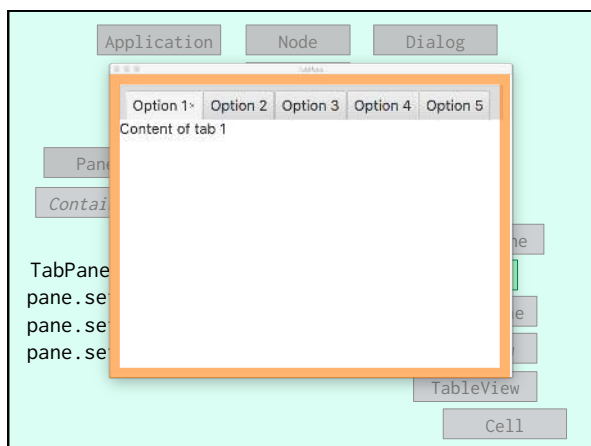 Application Node Dialog
Option 1× Option 2 Option 3 Option 4 Option 5
Content of tab 1
Pane
Contai
ne
TabPane
pane.se
pane.se
e
pane.se
TableView
Cell